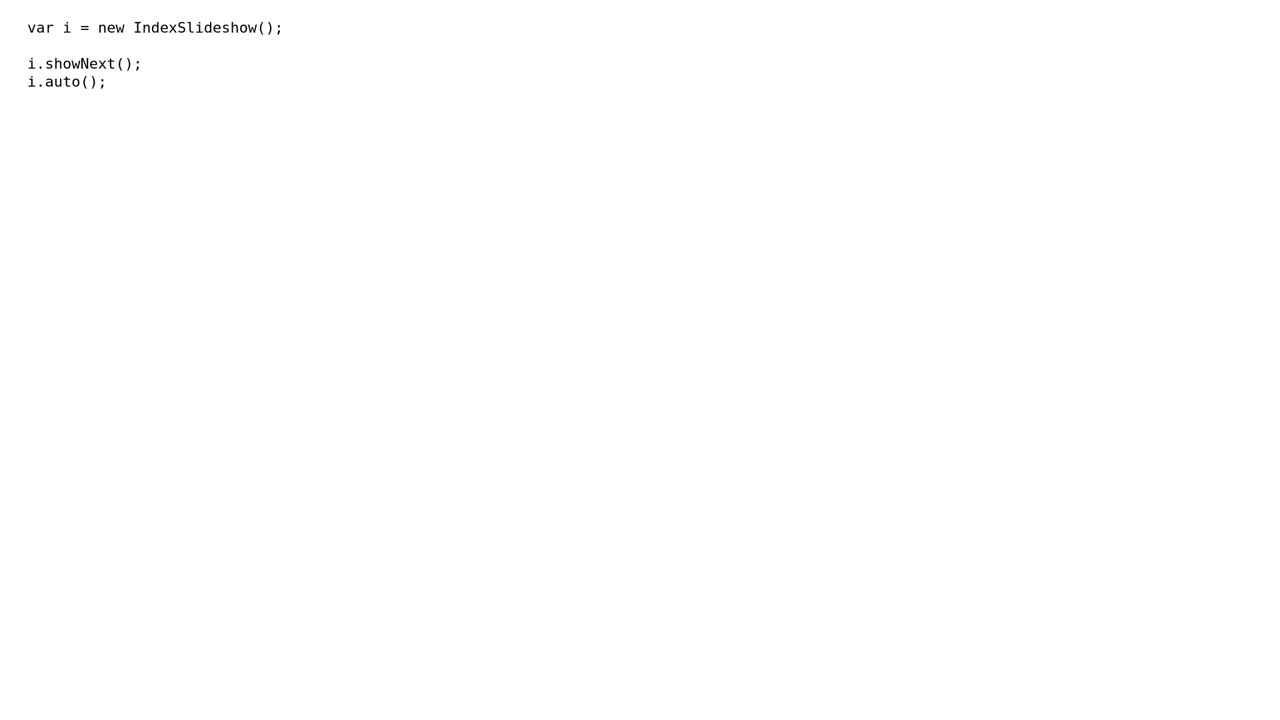 var i = new IndexSlideshow();

i.showNext();
i.auto();